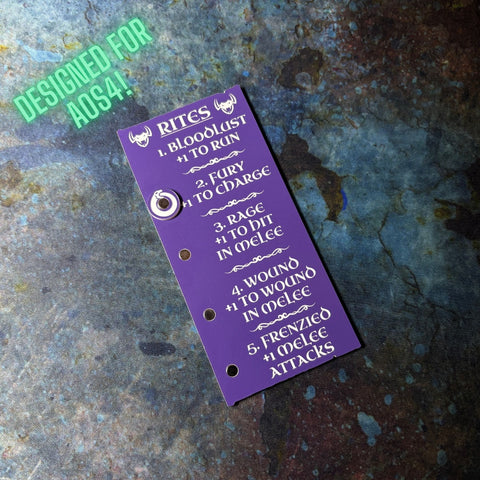 DESIGNED FOR
AOS4!
RITES
1. BLOODLUST
+1 TO RUN
2. FURY
+1 TO CHARGE
3. RAGE
+1 TO HIT
IN MELEE
4. WOUND
+1 TO WOUND
IN MELEE
5. FRENZIED
+1 MELEE
ATTACKS